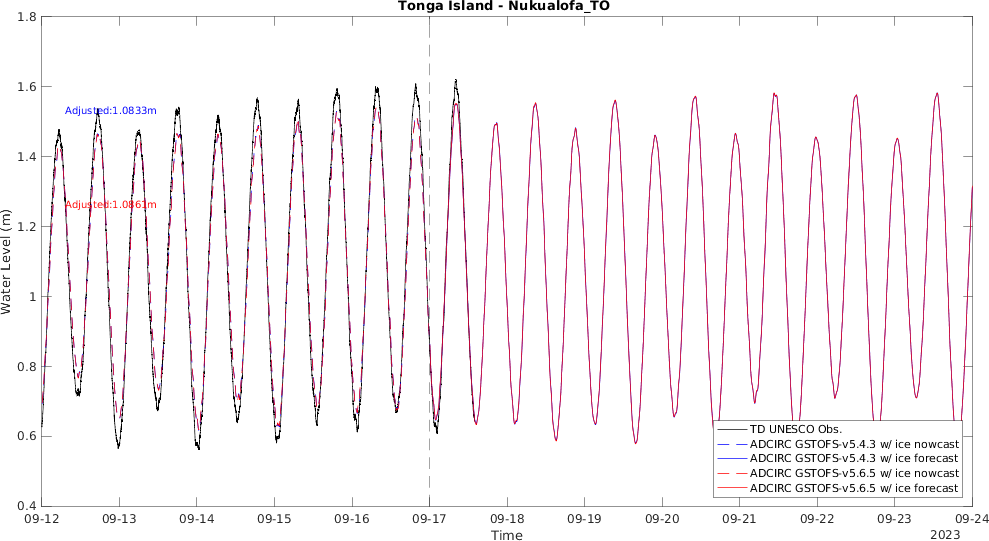 Tonga Island - Nukualofa_TO
1.8
1.6
Adjusted:1.0833m
1.4
Adjusted:1.0861m
1.2
Water Level (m)
1
0.8
0.6
TD UNESCO Obs.
ADCIRC GSTOFS-v5.4.3 w/ ice nowcast
ADCIRC GSTOFS-v5.4.3 w/ ice forecast
ADCIRC GSTOFS-v5.6.5 w/ ice nowcast
ADCIRC GSTOFS-v5.6.5 w/ ice forecast
0.4
09-12 09-13 09-14 09-15 09-16 09-17 09-18 09-19 09-20 09-21 09-22 09-23 09-24
Time
2023